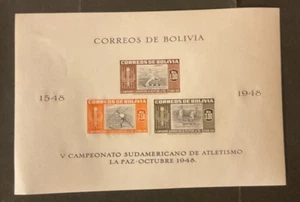 CORREOS DE BOLIVIA
1548
1948
V CAMPEONATO SUDAMERICANO DE ATLETISMO
LA PAZ-OCTUBRE 1948.